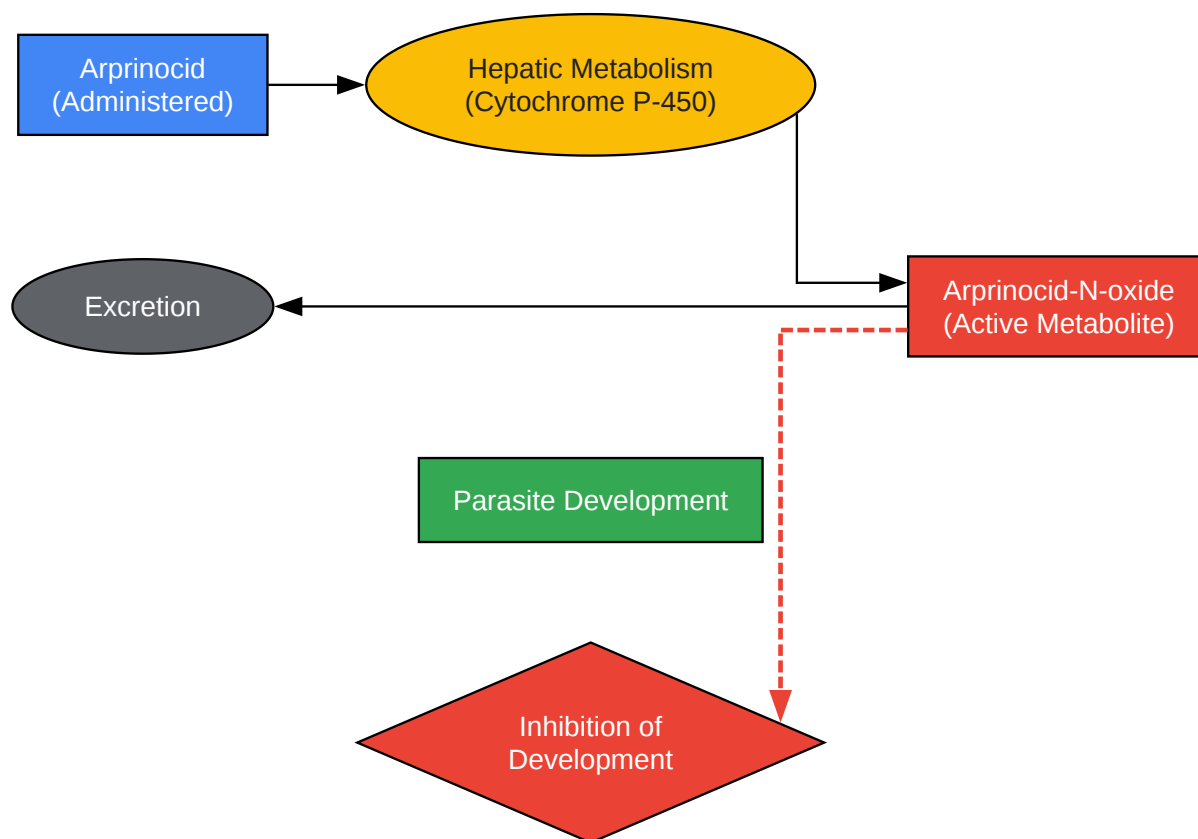 Arprinocid
(Administered)
Hepatic Metabolism
(Cytochrome P-450)
Excretion
Arprinocid-N-oxide
(Active Metabolite)
Parasite Development
Inhibition of
Development